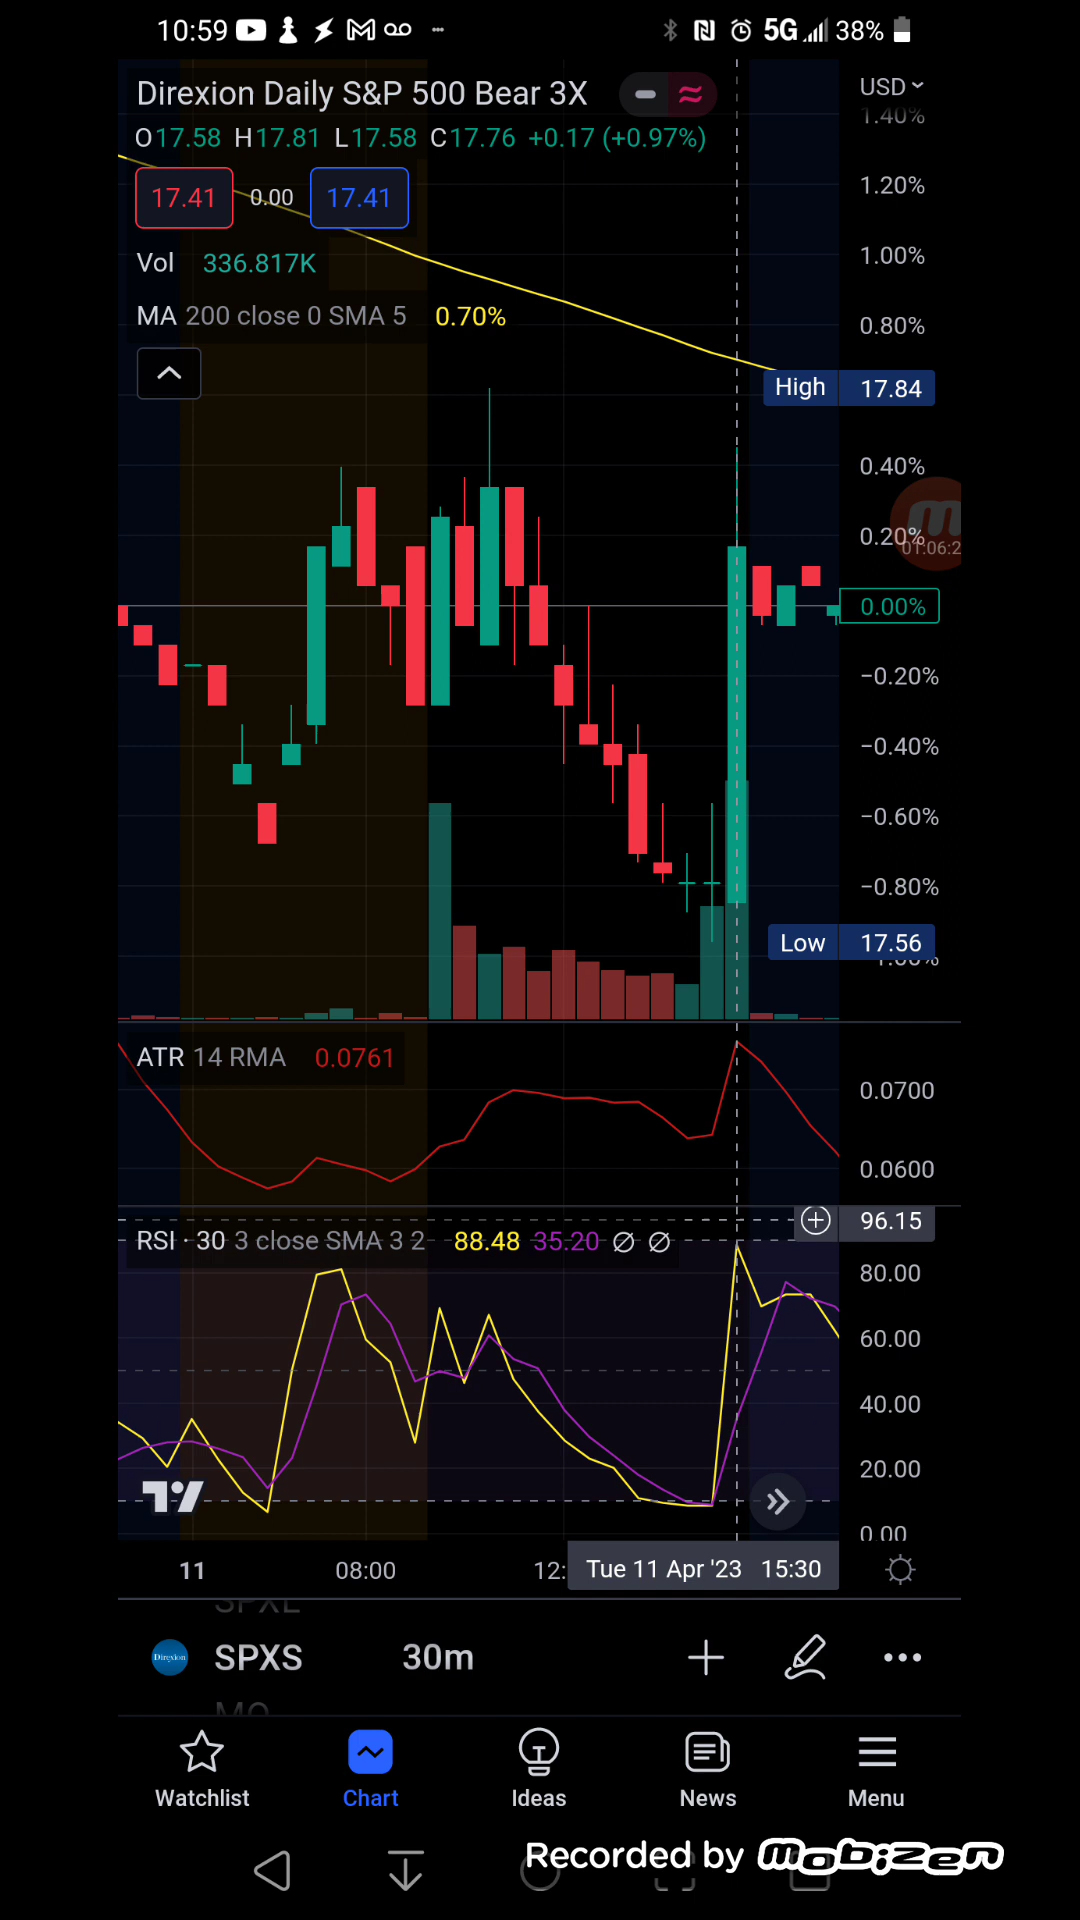 10:59 5G 38%
Direxion Daily S&P 500 Bear 3X USD
1.40%
O17.58 H17.81 L17.58 C17.76 +0.17 (+0.97%)
17.41 0.00 17.41 1.20%
Vol 336.817K 1.00%
MA 200 close 0 SMA 5 0.70% 0.80%
High 17.84
0.40%
0.20%
01:06:2
0.00%
−0.20%
−0.40%
−0.60%
−0.80%
Low 17.56
ATR 14 RMA 0.0761
0.0700
0.0600
96.15
RSI · 30 3 close SMA 3 2 88.48 35.20 ∅ ∅
80.00
60.00
40.00
20.00
0.00
11 08:00 12: Tue 11 Apr '23 15:30
SPXL
Direxion SPXS 30m
Watchlist Chart Ideas News Menu
Recorded by mobizen